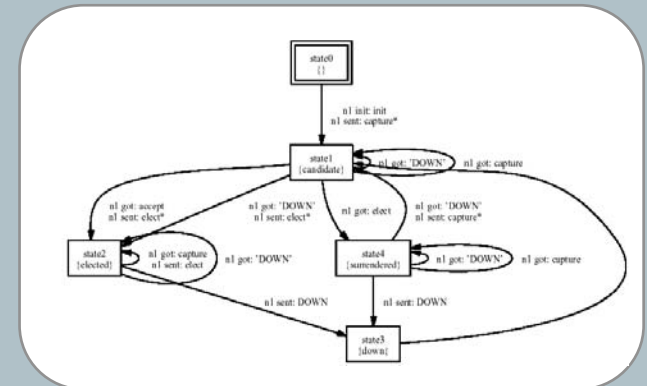 state0
{}
n1 init: init
n1 sent: capture*
state1
{candidate}
n1 got: 'DOWN'
n1 got: capture
n1 got: accept
n1 sent: elect*
n1 got: 'DOWN'
n1 sent: elect*
n1 got: elect
n1 got: 'DOWN'
n1 sent: capture*
state2
{elected}
n1 got: capture
n1 sent: elect
n1 got: 'DOWN'
state4
{surrendered}
n1 got: 'DOWN'
n1 got: capture
n1 sent: DOWN
n1 sent: DOWN
state3
{down}